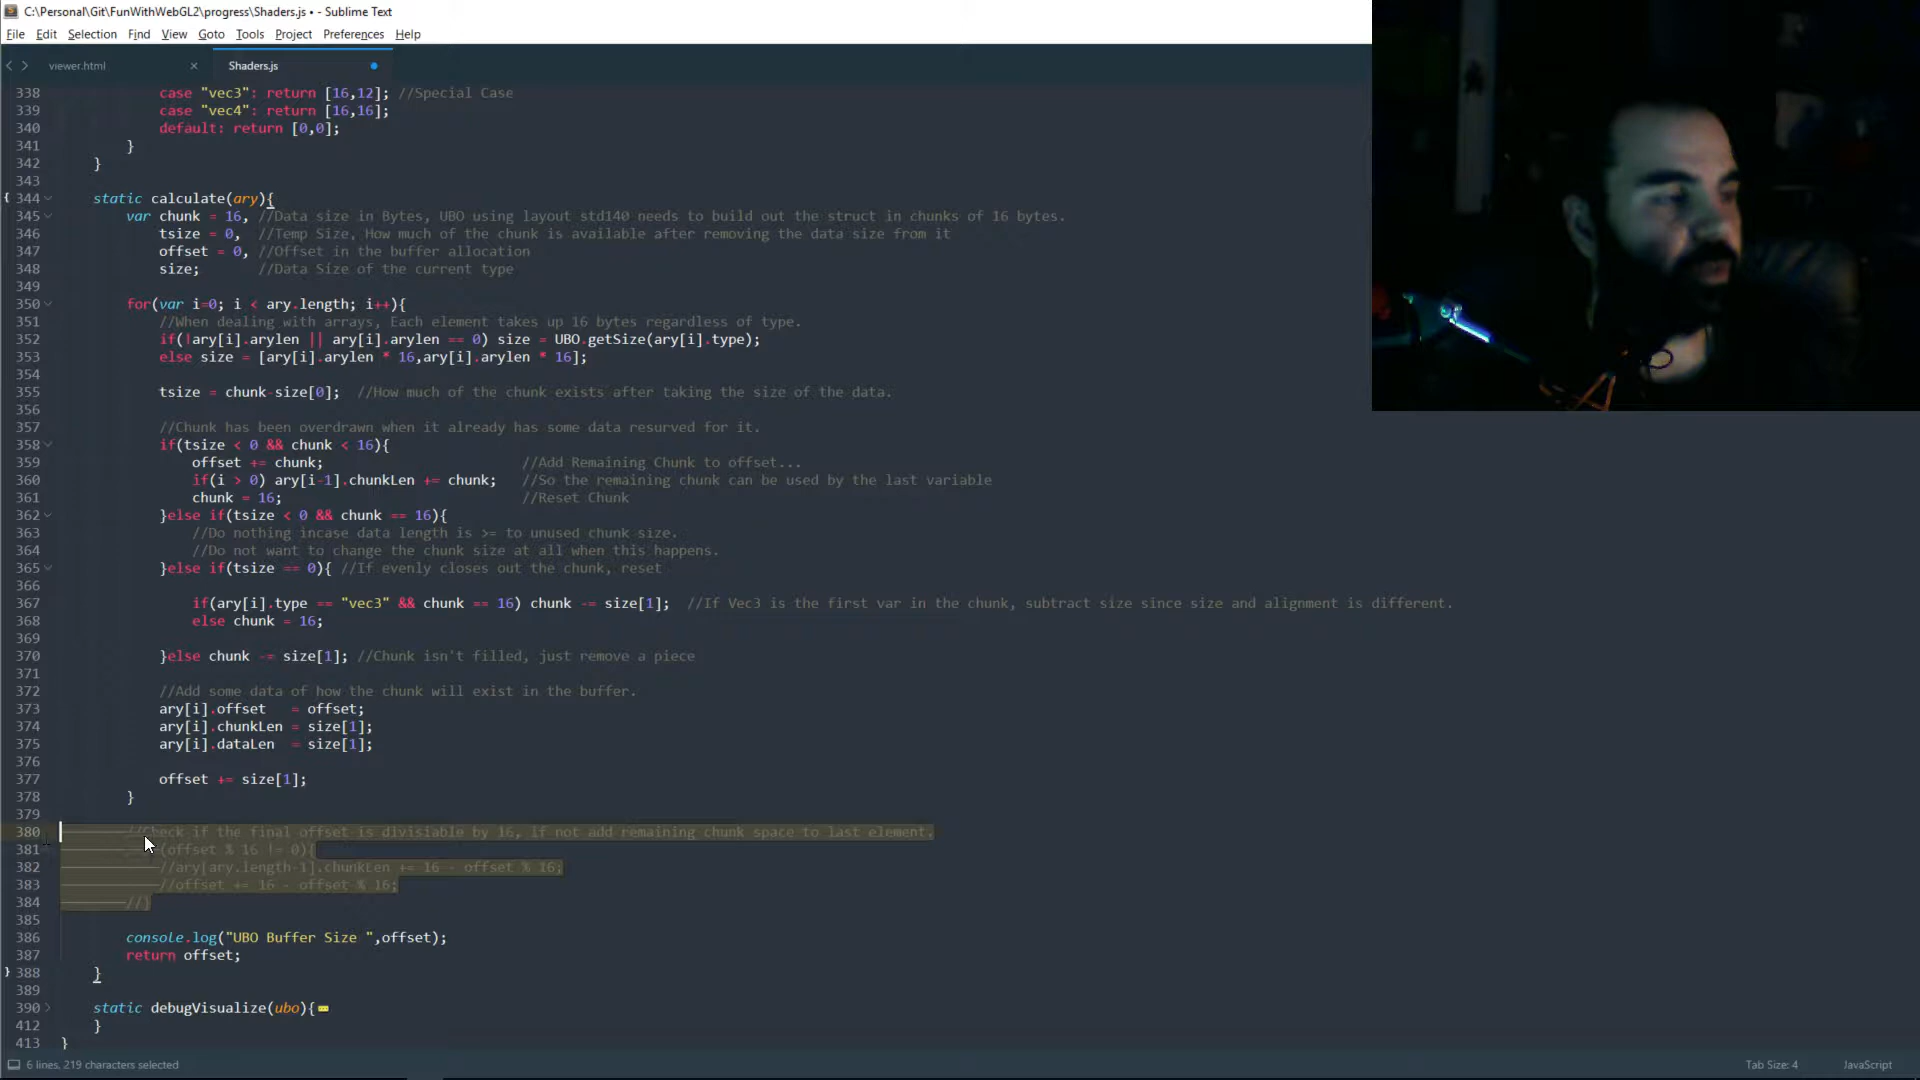 C:\Personal\Git\FunWithWebGL2\progress\Shaders.js • - Sublime Text
File Edit Selection Find View Goto Tools Project Preferences Help
viewer.html × Shaders.js
338 case "vec3": return [16,12]; //Special Case
339 case "vec4": return [16,16];
340 default: return [0,0];
341 }
342 }
343
344 static calculate(ary){
345 var chunk = 16, //Data size in Bytes, UBO using layout std140 needs to build out the struct in chunks of 16 bytes.
346 tsize = 0, //Temp Size, How much of the chunk is available after removing the data size from it
347 offset = 0, //Offset in the buffer allocation
348 size; //Data Size of the current type
349
350 for(var i=0; i < ary.length; i++){
351 //When dealing with arrays, Each element takes up 16 bytes regardless of type.
352 if(!ary[i].arylen || ary[i].arylen == 0) size = UBO.getSize(ary[i].type);
353 else size = [ary[i].arylen * 16,ary[i].arylen * 16];
354
355 tsize = chunk-size[0]; //How much of the chunk exists after taking the size of the data.
356
357 //Chunk has been overdrawn when it already has some data resurved for it.
358 if(tsize < 0 && chunk < 16){
359 offset += chunk; //Add Remaining Chunk to offset...
360 if(i > 0) ary[i-1].chunkLen += chunk; //So the remaining chunk can be used by the last variable
361 chunk = 16; //Reset Chunk
362 }else if(tsize < 0 && chunk == 16){
363 //Do nothing incase data length is >= to unused chunk size.
364 //Do not want to change the chunk size at all when this happens.
365 }else if(tsize == 0){ //If evenly closes out the chunk, reset
366
367 if(ary[i].type == "vec3" && chunk == 16) chunk -= size[1]; //If Vec3 is the first var in the chunk, subtract size since size and alignment is different.
368 else chunk = 16;
369
370 }else chunk -= size[1]; //Chunk isn't filled, just remove a piece
371
372 //Add some data of how the chunk will exist in the buffer.
373 ary[i].offset = offset;
374 ary[i].chunkLen = size[1];
375 ary[i].dataLen = size[1];
376
377 offset += size[1];
378 }
379
380 //Check if the final offset is divisiable by 16, if not add remaining chunk space to last element.
381 (offset % 16 != 0){
382 //ary[ary.length-1].chunkLen += 16 - offset % 16;
383 //offset += 16 - offset % 16;
384 //}
385
386 console.log("UBO Buffer Size ",offset);
387 return offset;
388 }
389
390 static debugVisualize(ubo){
412 }
413 }
6 lines, 219 characters selected Tab Size: 4 JavaScript